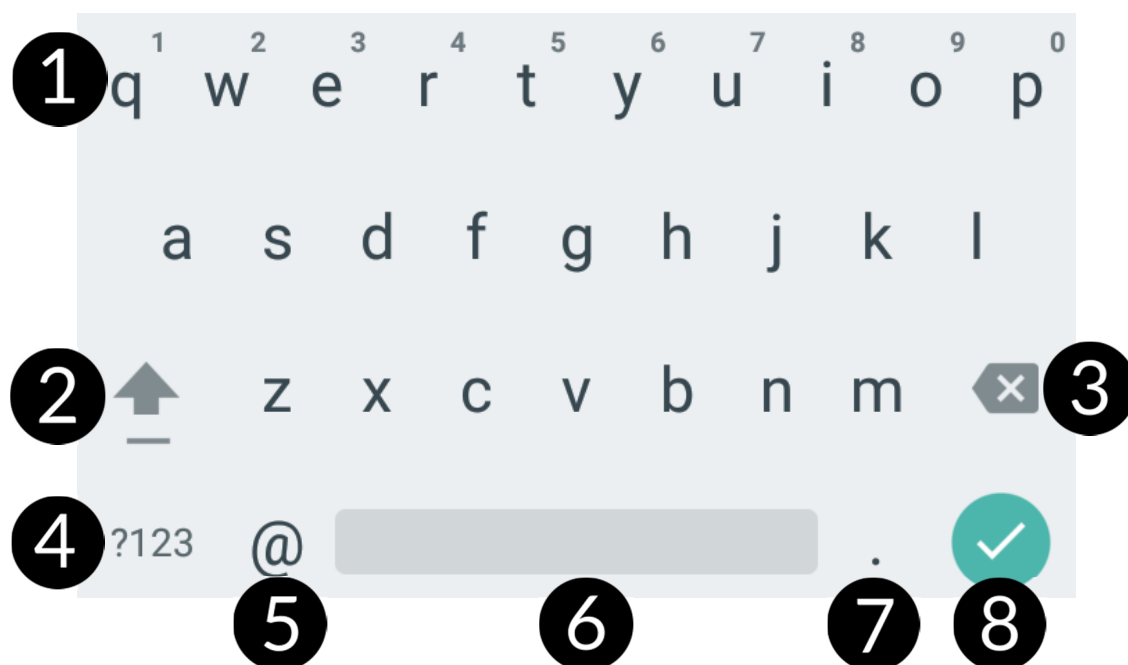 1 2 3 4 5 6 7 8 9 0
1 q w e r t y u i o p
a s d f g h j k l
2 z x c v b n m 3
4 ?123 @ .
5 6 7 8